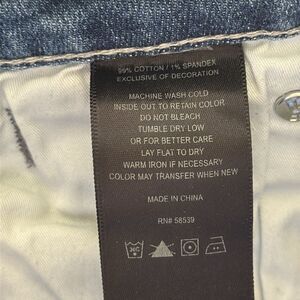 99% COTTON / 1% SPANDEX
EXCLUSIVE OF DECORATION
MACHINE WASH COLD
INSIDE OUT TO RETAIN COLOR
DO NOT BLEACH
TUMBLE DRY LOW
OR FOR BETTER CARE
LAY FLAT TO DRY
WARM IRON IF NECESSARY
COLOR MAY TRANSFER WHEN NEW
MADE IN CHINA
RN# 58539